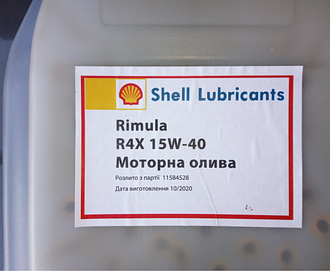 Shell Lubricants
Rimula
R4X 15W-40
Моторна олива
Розлито з партії 11584528
Дата виготовлення 10/2020